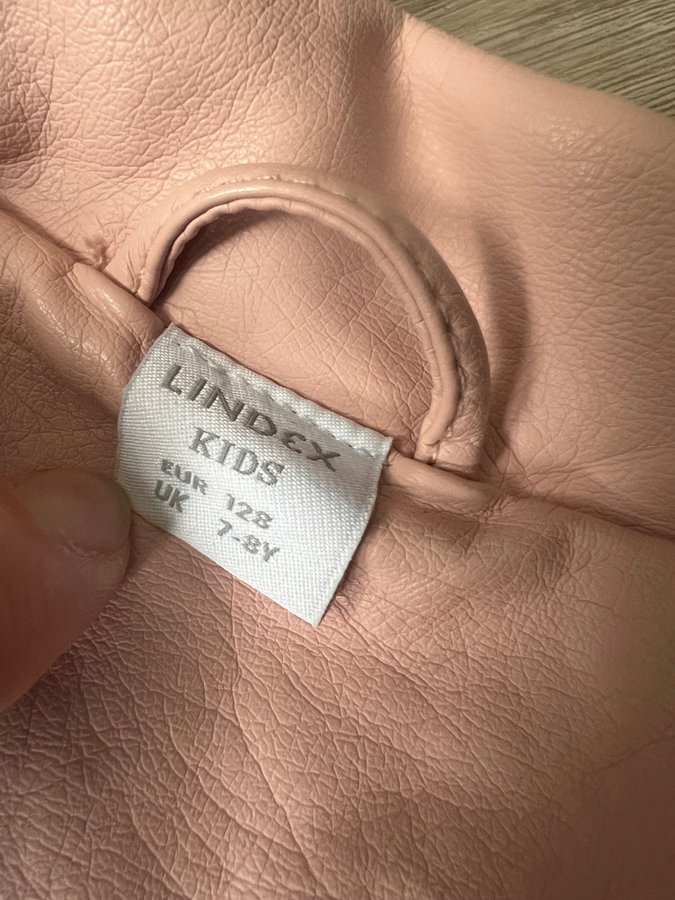 LINDEX
KIDS
EUR 128
UK 7-8Y